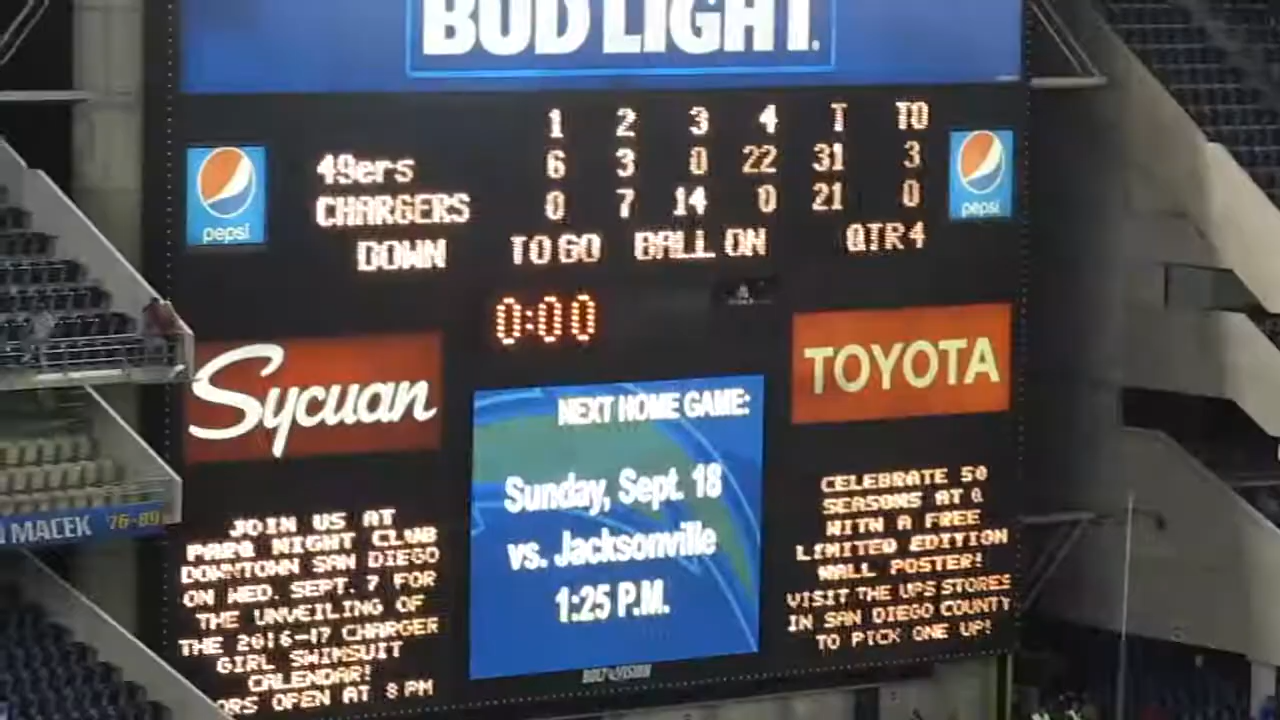 BUD LIGHT.
1 2 3 4 T TO
49ers 6 3 0 22 31 3
CHARGERS 0 7 14 0 21 0
DOWN TO GO BALL ON QTR 4
pepsi
pepsi
0:00
Sycuan
TOYOTA
NEXT HOME GAME:
Sunday, Sept. 18
vs. Jacksonville
1:25 P.M.
JOIN US AT
PARQ NIGHT CLUB
DOWNTOWN SAN DIEGO
ON WED. SEPT. 7 FOR
THE UNVEILING OF
THE 2016-17 CHARGER
GIRL SWIMSUIT
CALENDAR!
ORS OPEN AT 8 PM
CELEBRATE 50
SEASONS AT Q
WITH A FREE
LIMITED EDITION
WALL POSTER!
VISIT THE UPS STORES
IN SAN DIEGO COUNTY
TO PICK ONE UP!
BOLT VISION
MACEK 76-89